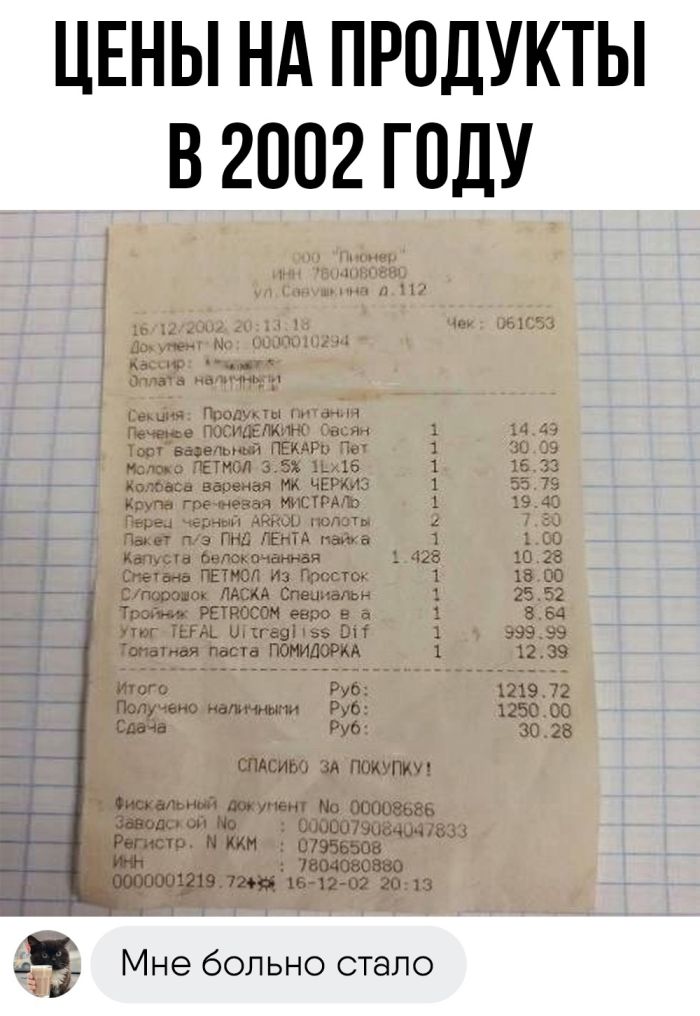 ЦЕНЫ НА ПРОДУКТЫ
В 2002 ГОДУ
ООО "Пионер"
ИНН 7804080880
ул.Савушкина д.112
16/12/2002 20:13:18 Чек: 061C53
Документ No: 0000010294
Кассир:
Оплата наличными
Секция: Продукты питания
Печенье ПОСИДЕЛКИНО Овсян 1 14.49
Торт вафельный ПЕКАРЬ Пет 1 30.09
Молоко ПЕТМОЛ 3.5% 1Lx16 1 16.33
Колбаса вареная МК ЧЕРКИЗ 1 55.79
Крупа гречневая МИСТРАЛЬ 1 19.40
Перец черный ARROU молоты 2 7.80
Пакет п/э ПНД ЛЕНТА майка 1 1.00
Капуста белокочанная 1.428 10.28
Сметана ПЕТМОЛ Из Просток 1 18.00
С/порошок ЛАСКА Специальн 1 25.52
Тройник PETROCOM евро в а 1 8.64
Утюг TEFAL Ultragliss Dif 1 999.99
Томатная паста ПОМИДОРКА 1 12.39
Итого Руб: 1219.72
Получено наличными Руб: 1250.00
Сдача Руб: 30.28
СПАСИБО ЗА ПОКУПКУ!
Фискальный документ No 00008686
Заводской No : 0000079084047833
Регистр. N ККМ : 07956508
ИНН : 7804080880
0000001219.72 16-12-02 20:13
Мне больно стало